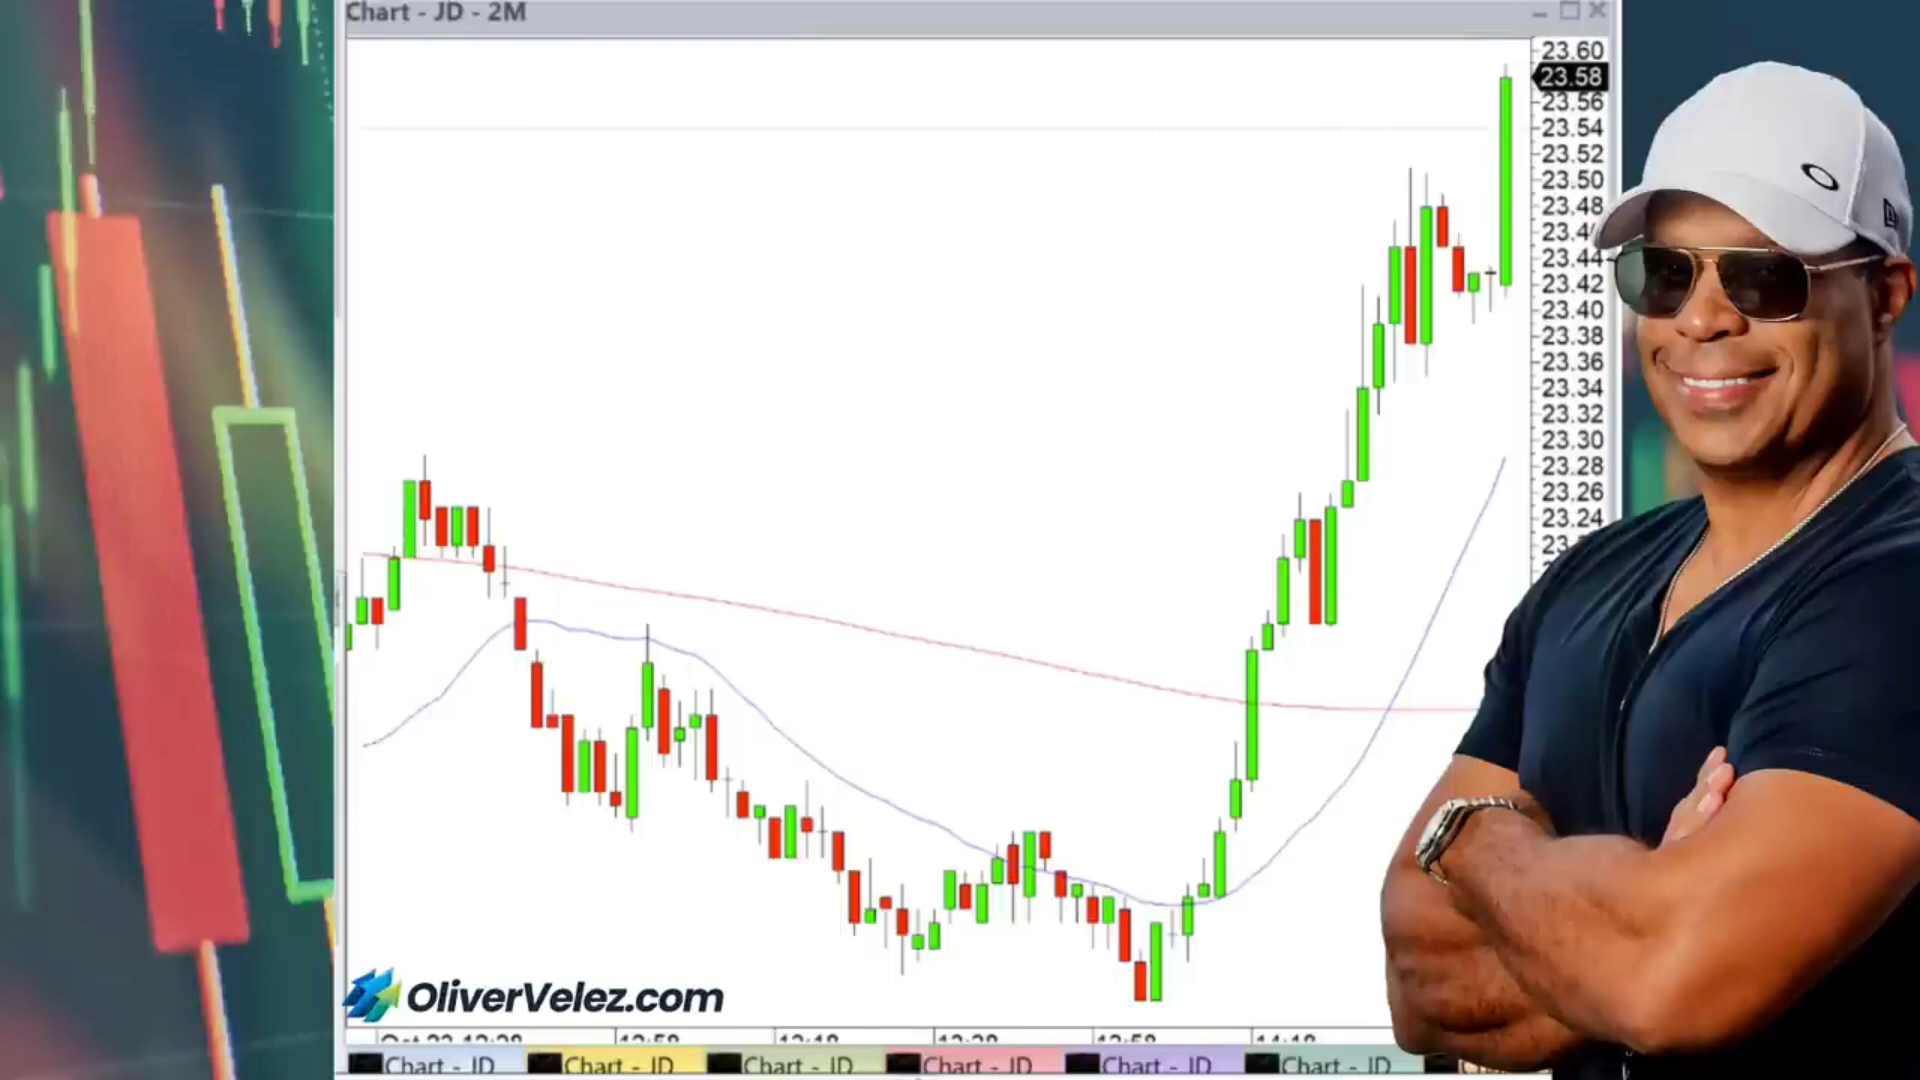 Chart - JD - 2M
23.60
23.58
23.56
23.54
23.52
23.50
23.48
23.44
23.42
23.40
23.38
23.36
23.34
23.32
23.30
23.28
23.26
23.24
OliverVelez.com
Chart - JD
Chart - JD
Chart - JD
Chart - JD
Chart - JD
Chart - JD